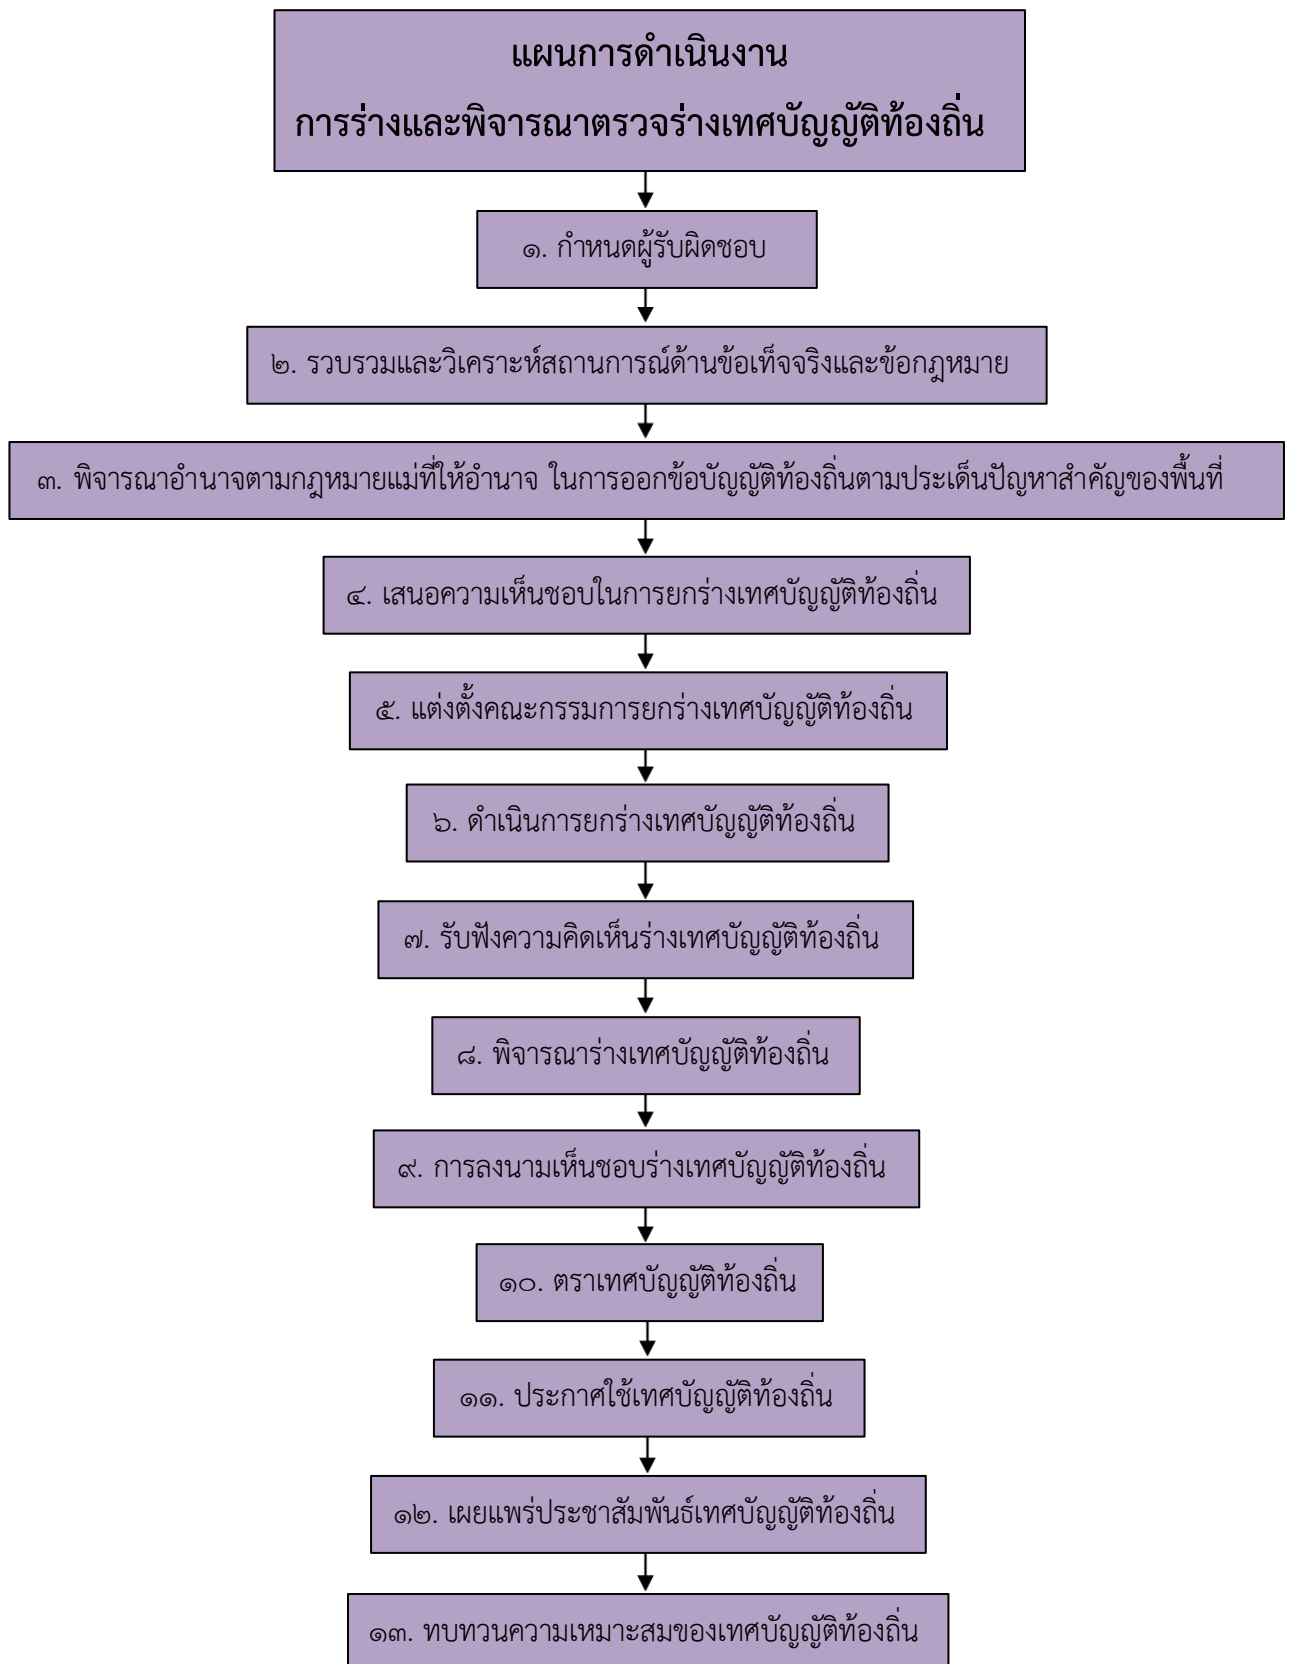 แผนการดำเนินงาน
การร่างและพิจารณาตรวจร่างเทศบัญญัติท้องถิ่น
๑. กำหนดผู้รับผิดชอบ
๒. รวบรวมและวิเคราะห์สถานการณ์ด้านข้อเท็จจริงและข้อกฎหมาย
๓. พิจารณาอำนาจตามกฎหมายแม่ที่ให้อำนาจ ในการออกข้อบัญญัติท้องถิ่นตามประเด็นปัญหาสำคัญของพื้นที่
๔. เสนอความเห็นชอบในการยกร่างเทศบัญญัติท้องถิ่น
๕. แต่งตั้งคณะกรรมการยกร่างเทศบัญญัติท้องถิ่น
๖. ดำเนินการยกร่างเทศบัญญัติท้องถิ่น
๗. รับฟังความคิดเห็นร่างเทศบัญญัติท้องถิ่น
๘. พิจารณาร่างเทศบัญญัติท้องถิ่น
๙. การลงนามเห็นชอบร่างเทศบัญญัติท้องถิ่น
๑๐. ตราเทศบัญญัติท้องถิ่น
๑๑. ประกาศใช้เทศบัญญัติท้องถิ่น
๑๒. เผยแพร่ประชาสัมพันธ์เทศบัญญัติท้องถิ่น
๑๓. ทบทวนความเหมาะสมของเทศบัญญัติท้องถิ่น